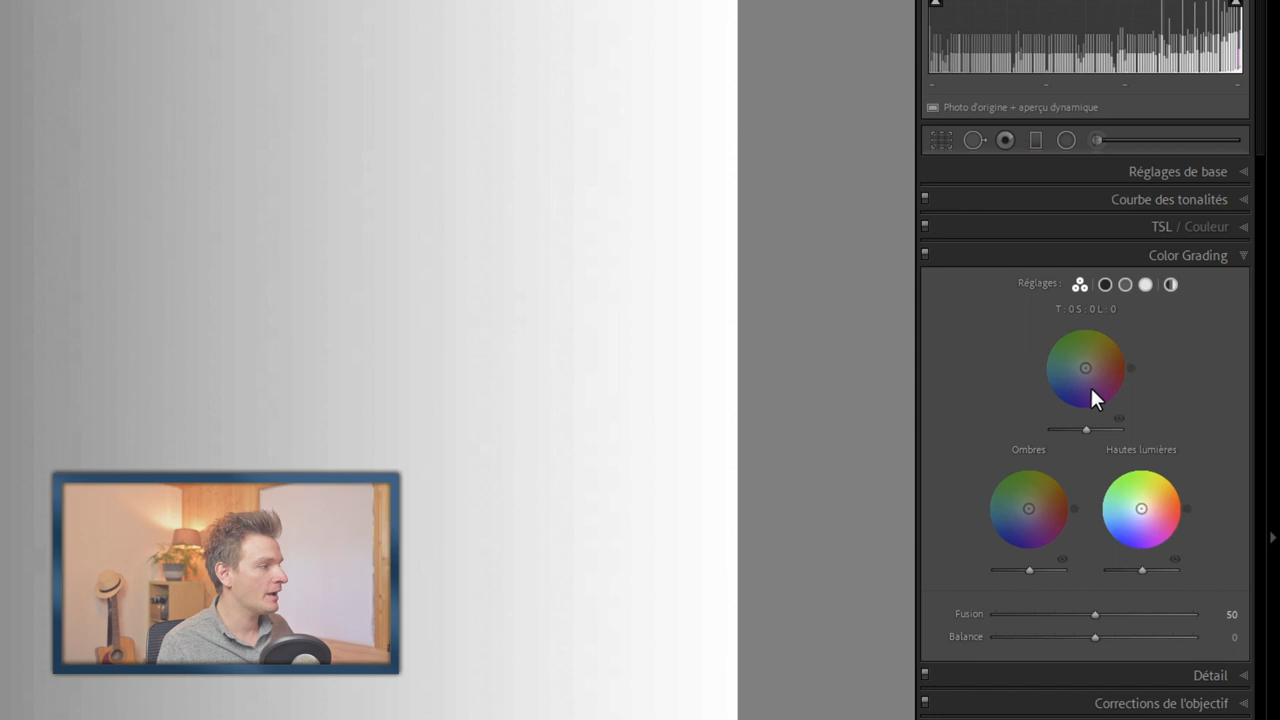 Photo d'origine + aperçu dynamique
Réglages de base
Courbe des tonalités
TSL / Couleur
Color Grading
Réglages :
T : 0 S : 0 L : 0
Ombres
Hautes lumières
Fusion 50
Balance 0
Détail
Corrections de l'objectif